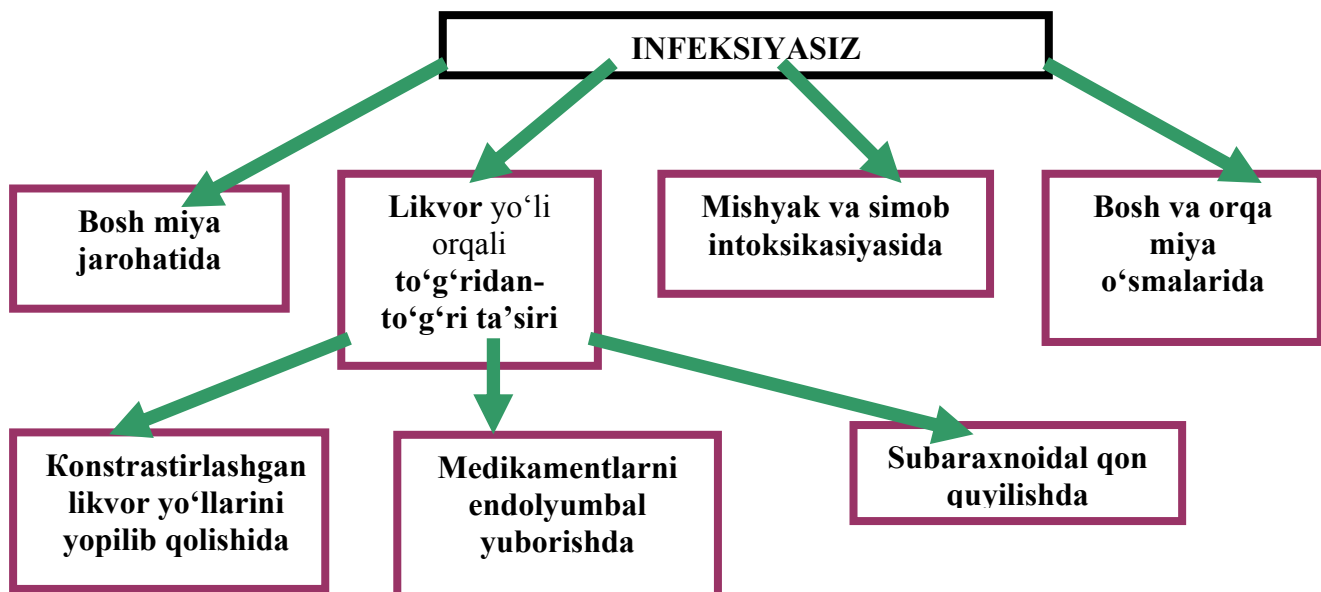 INFEKSIYASIZ
Bosh miya
jarohatida
Likvor yo‘li
orqali
to‘g‘ridan-
to‘g‘ri ta’siri
Mishyak va simob
intoksikasiyasida
Bosh va orqa
miya
o‘smalarida
Konstrastirlashgan
likvor yo‘llarini
yopilib qolishida
Medikamentlarni
endolyumbal
yuborishda
Subaraxnoidal qon
quyilishda